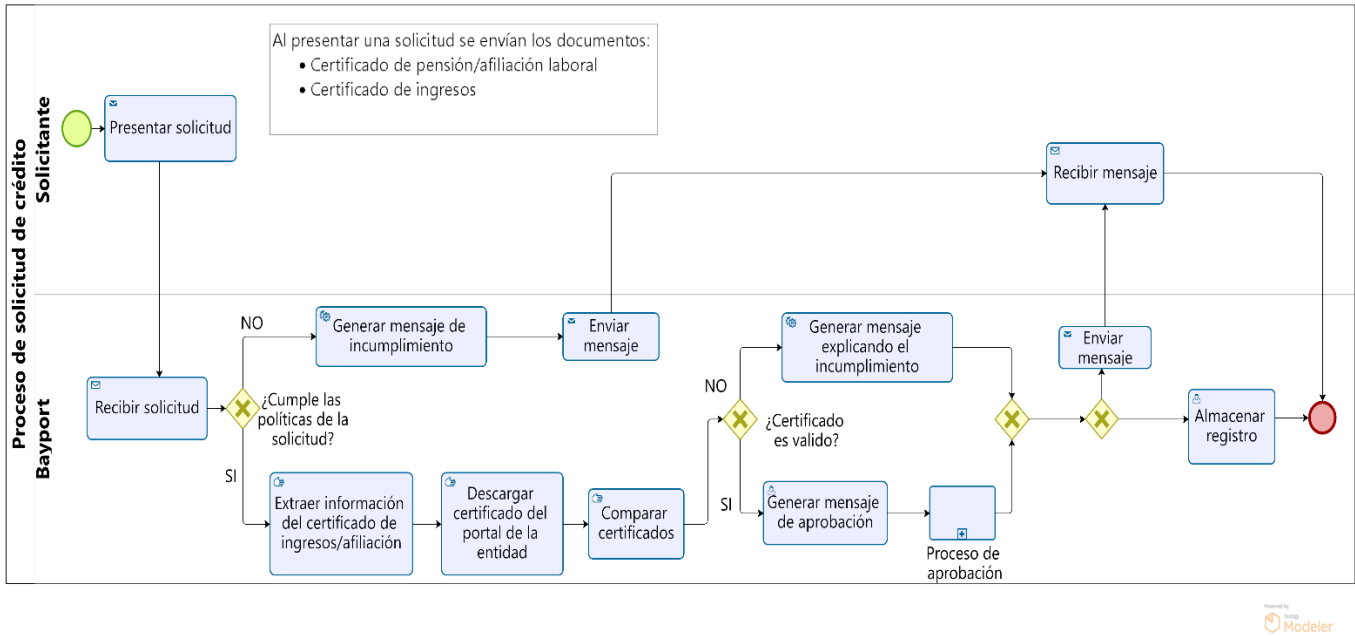 Proceso de solicitud de crédito
Solicitante
Al presentar una solicitud se envían los documentos:
• Certificado de pensión/afiliación laboral
• Certificado de ingresos
Presentar solicitud
Recibir mensaje
Bayport
NO
Generar mensaje de
incumplimiento
Enviar
mensaje
Recibir solicitud
¿Cumple las
políticas de la
solicitud?
SI
Extraer información
del certificado de
ingresos/afiliación
Descargar
certificado del
portal de la
entidad
Comparar
certificados
NO
¿Certificado
es valido?
SI
Generar mensaje
explicando el
incumplimiento
Generar mensaje
de aprobación
Proceso de
aprobación
Enviar
mensaje
Almacenar
registro
Powered by
bizagi
Modeler